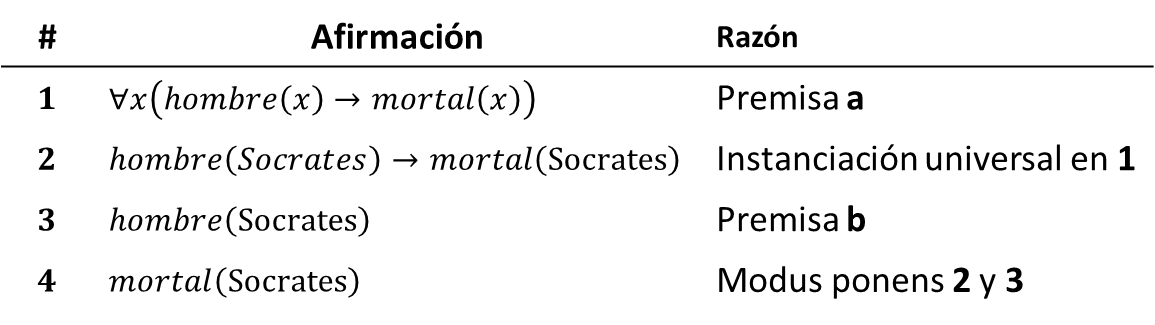 # Afirmación Razón
1 ∀x(hombre(x) → mortal(x)) Premisa a
2 hombre(Socrates) → mortal(Socrates) Instanciación universal en 1
3 hombre(Socrates) Premisa b
4 mortal(Socrates) Modus ponens 2 y 3